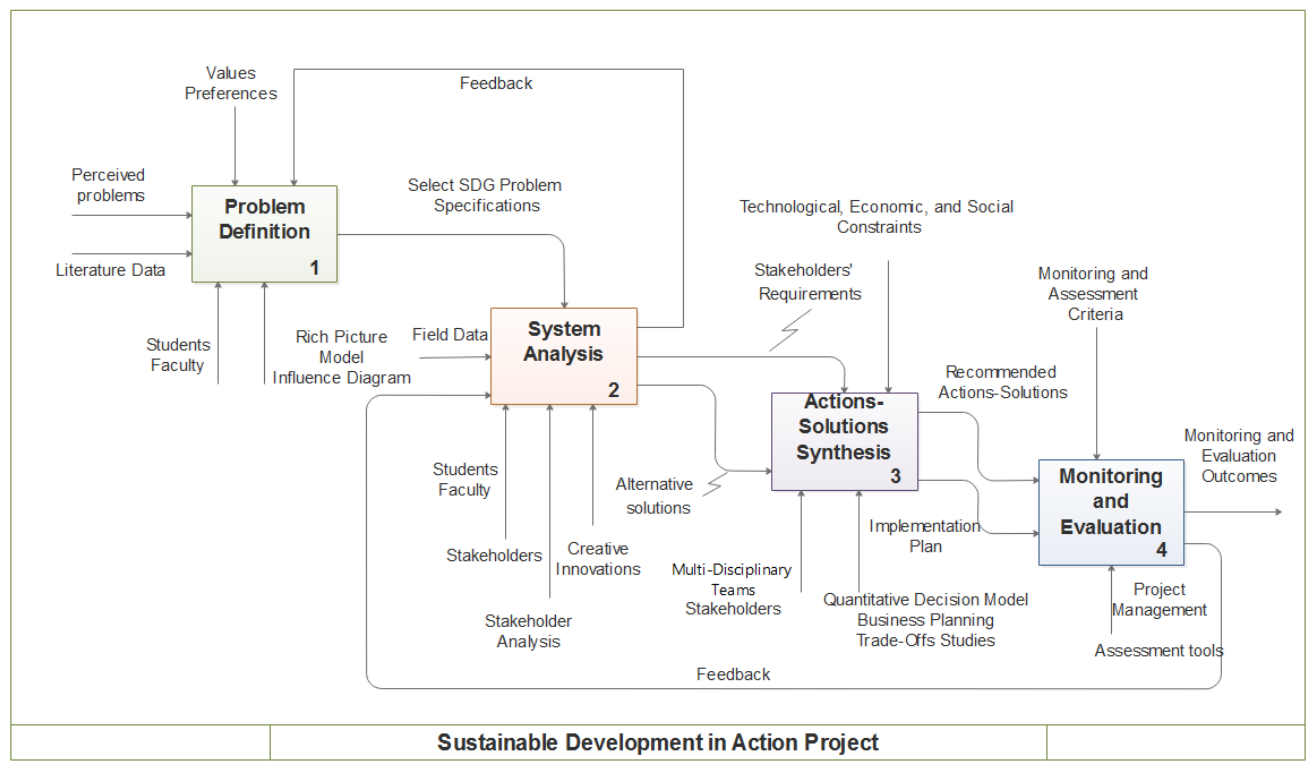 Values
Preferences
Feedback
Perceived
problems
Literature Data
Problem
Definition
1
Select SDG Problem
Specifications
Students
Faculty
Rich Picture
Model
Influence Diagram
Field Data
System
Analysis
2
Technological, Economic, and Social
Constraints
Stakeholders'
Requirements
Students
Faculty
Stakeholders
Stakeholder
Analysis
Creative
Innovations
Alternative
solutions
Actions-
Solutions
Synthesis
3
Monitoring and
Assessment
Criteria
Recommended
Actions-Solutions
Multi-Disciplinary
Teams
Stakeholders
Quantitative Decision Model
Business Planning
Trade-Offs Studies
Implementation
Plan
Monitoring
and
Evaluation
4
Monitoring and
Evaluation
Outcomes
Project
Management
Assessment tools
Feedback
Sustainable Development in Action Project